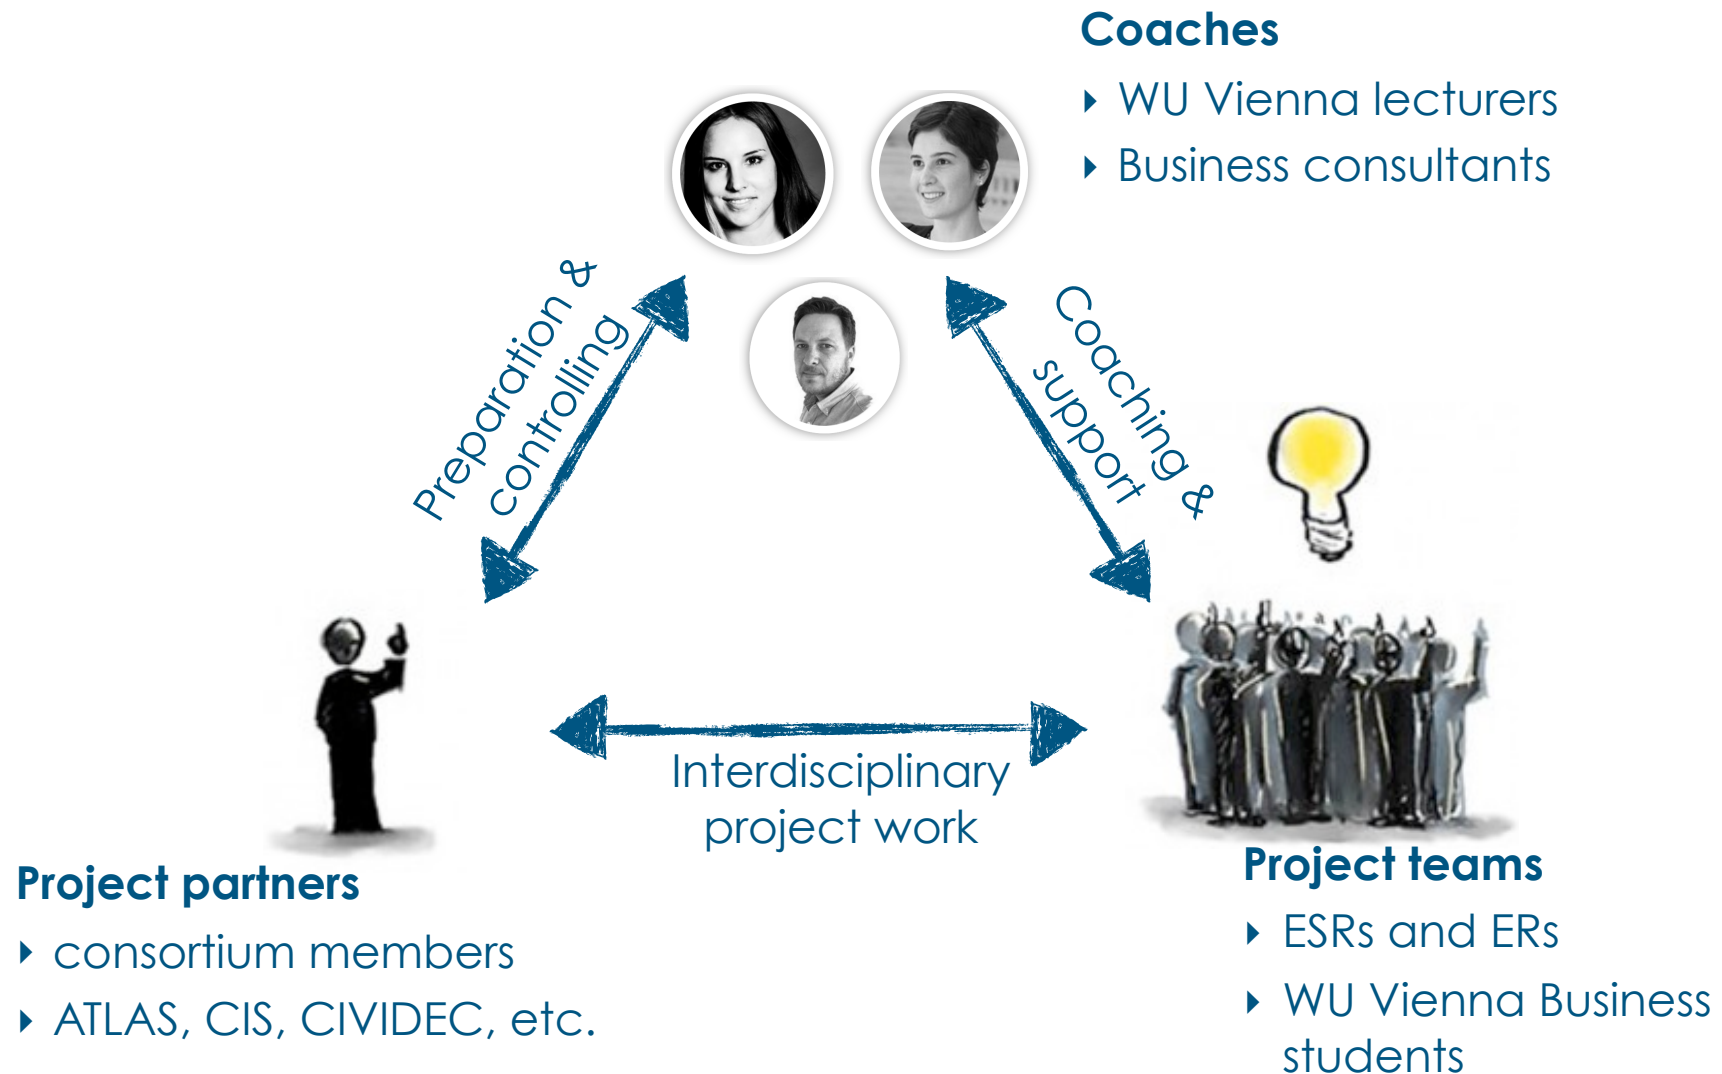 Coaches
‣ WU Vienna lecturers
‣ Business consultants
Preparation &
controlling
Coaching &
support
Interdisciplinary
project work
Project partners
‣ consortium members
‣ ATLAS, CIS, CIVIDEC, etc.
Project teams
‣ ESRs and ERs
‣ WU Vienna Business
students